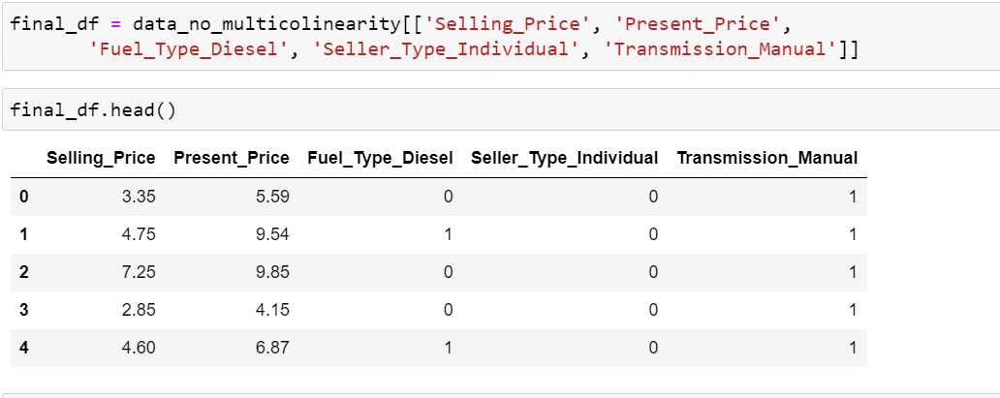 final_df = data_no_multicolinearity[['Selling_Price', 'Present_Price',
'Fuel_Type_Diesel', 'Seller_Type_Individual', 'Transmission_Manual']]
final_df.head()
Selling_Price Present_Price Fuel_Type_Diesel Seller_Type_Individual Transmission_Manual
0 3.35 5.59 0 0 1
1 4.75 9.54 1 0 1
2 7.25 9.85 0 0 1
3 2.85 4.15 0 0 1
4 4.60 6.87 1 0 1